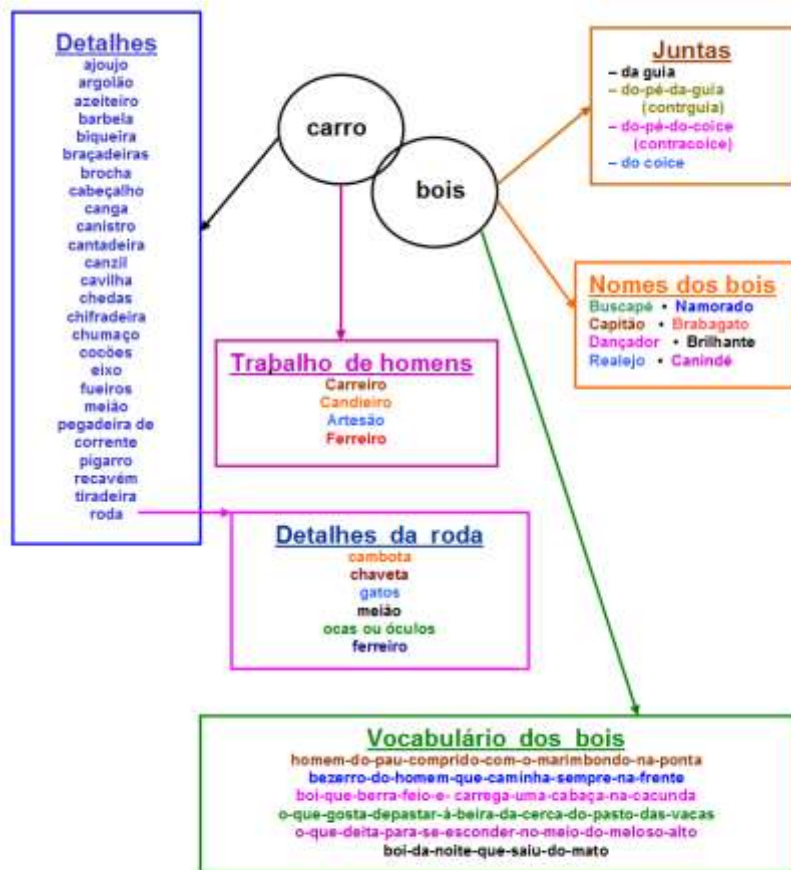 Detalhes
ajoujo
argolão
azeiteiro
barbela
biqueira
braçadeiras
brocha
cabeçalho
canga
canistro
cantadeira
canzil
cavilha
chedas
chifradeira
chumaço
cocões
eixo
fueiros
meião
pegadeira de
corrente
pigarro
recavém
tiradeira
roda
carro
bois
Juntas
– da guia
– do-pé-da-guia
(contrguia)
– do-pé-do-coice
(contracoice)
– do coice
Nomes dos bois
Buscapé • Namorado
Capitão • Brabagato
Dançador • Brilhante
Realejo • Canindé
Trabalho de homens
Carreiro
Candieiro
Artesão
Ferreiro
Detalhes da roda
cambota
chaveta
gatos
meião
ocas ou óculos
ferreiro
Vocabulário dos bois
homem-do-pau-comprido-com-o-marimbondo-na-ponta
bezerro-do-homem-que-caminha-sempre-na-frente
boi-que-berra-feio-e- carrega-uma-cabaça-na-cacunda
o-que-gosta-depastar-à-beira-da-cerca-do-pasto-das-vacas
o-que-deita-para-se-esconder-no-meio-do-meloso-alto
boi-da-noite-que-saiu-do-mato